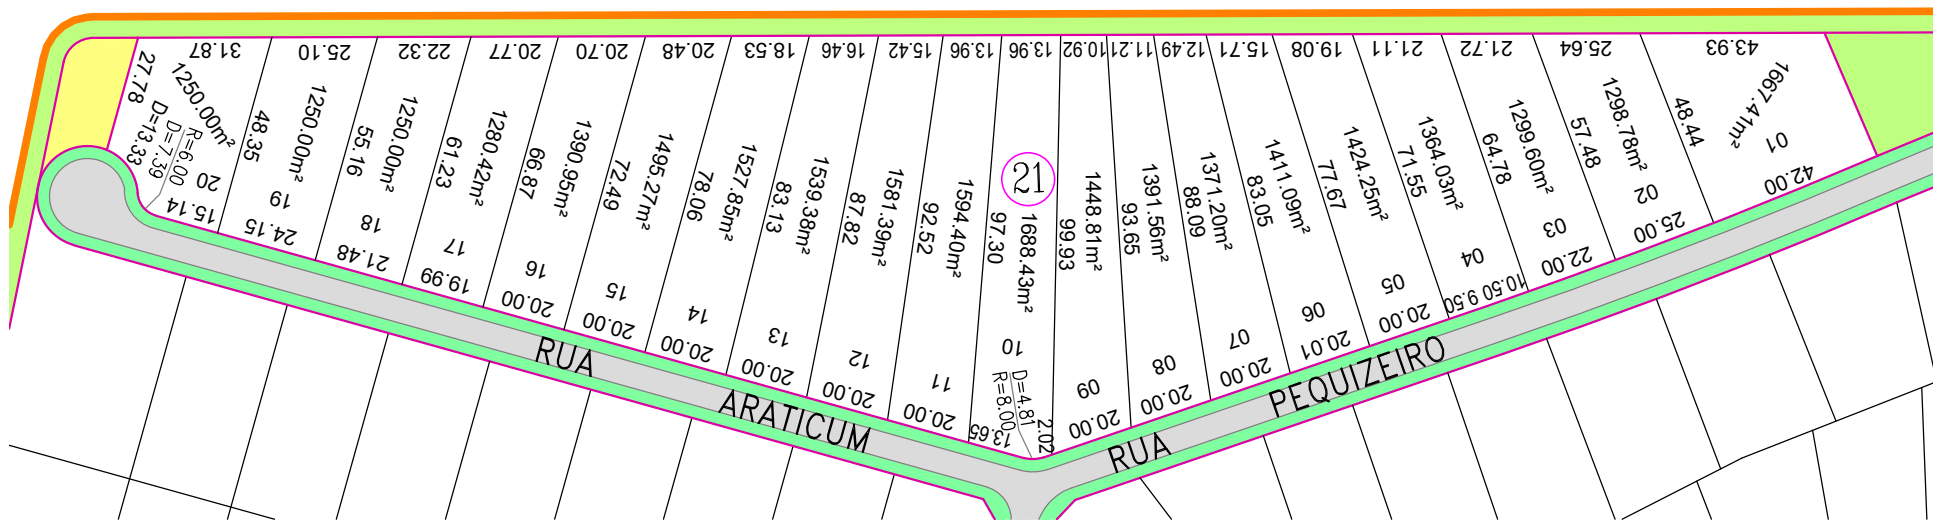 31.87
25.10
22.32
20.77
20.70
20.48
18.53
16.46
15.42
13.96
13.96
10.92
11.21
12.49
15.71
19.08
21.11
21.72
25.64
43.93
27.78
1250.00m²
D=13.33
D=7.39
R=6.00
20
15.14
48.35
1250.00m²
19
24.15
55.16
1250.00m²
18
21.48
61.23
1280.42m²
17
19.99
66.87
1390.95m²
16
20.00
72.49
1495.27m²
15
20.00
78.06
1527.85m²
14
20.00
83.13
1539.38m²
13
20.00
87.82
1581.39m²
12
20.00
92.52
1594.40m²
11
20.00
97.30
21
1688.43m²
10
D=4.81
R=8.00
13.65
2.02
99.93
1448.81m²
09
20.00
93.65
1391.56m²
08
20.00
88.09
1371.20m²
07
20.00
83.05
1411.09m²
06
20.01
77.67
1424.25m²
05
20.00
71.55
1364.03m²
04
10.50 9.50
64.78
1299.60m²
03
22.00
57.48
1298.78m²
02
25.00
48.44
1667.41m²
01
42.00
RUA
ARATICUM
RUA
PEQUIZEIRO